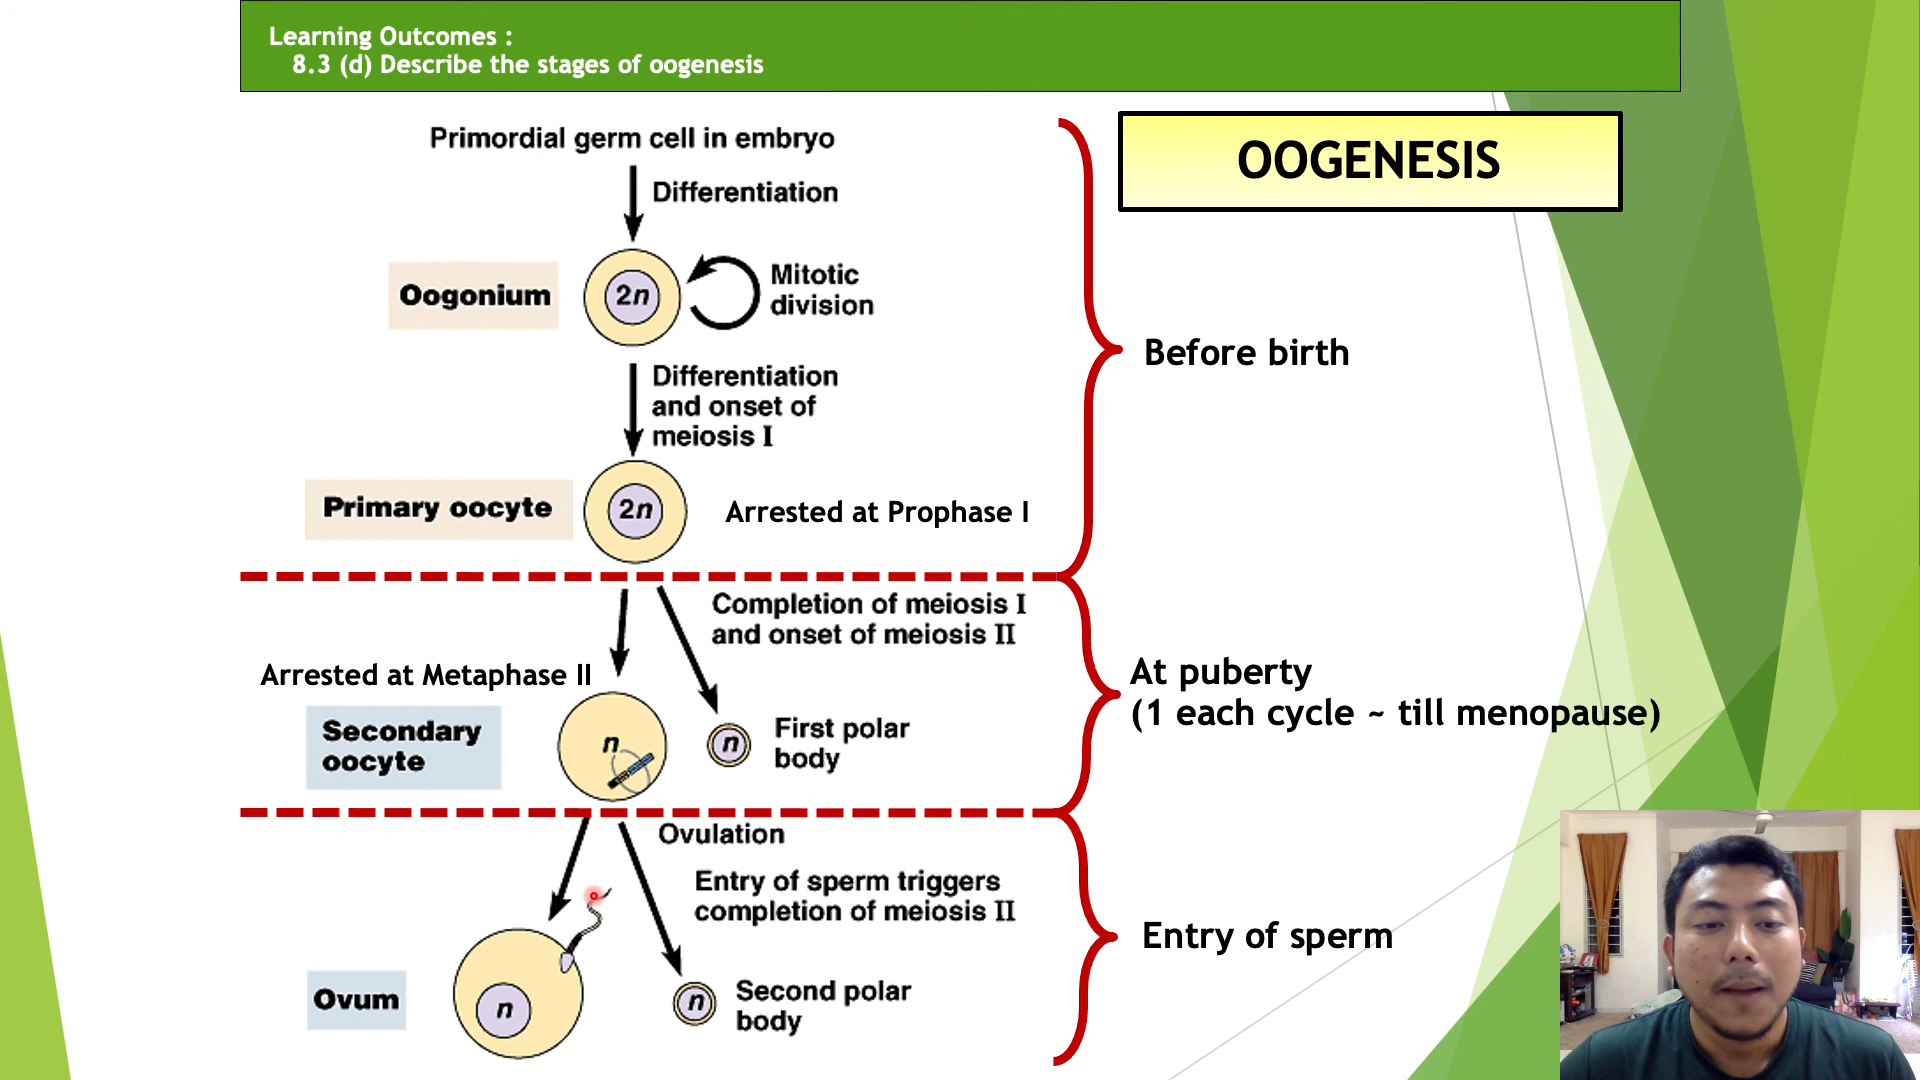 Learning Outcomes :
8.3 (d) Describe the stages of oogenesis
OOGENESIS
Primordial germ cell in embryo
Differentiation
Oogonium
2n
Mitotic
division
Before birth
Differentiation
and onset of
meiosis I
Primary oocyte
2n
Arrested at Prophase I
Completion of meiosis I
and onset of meiosis II
Arrested at Metaphase II
At puberty
(1 each cycle ~ till menopause)
Secondary
oocyte
n
n
First polar
body
Ovulation
Entry of sperm triggers
completion of meiosis II
Entry of sperm
Ovum
n
n
Second polar
body